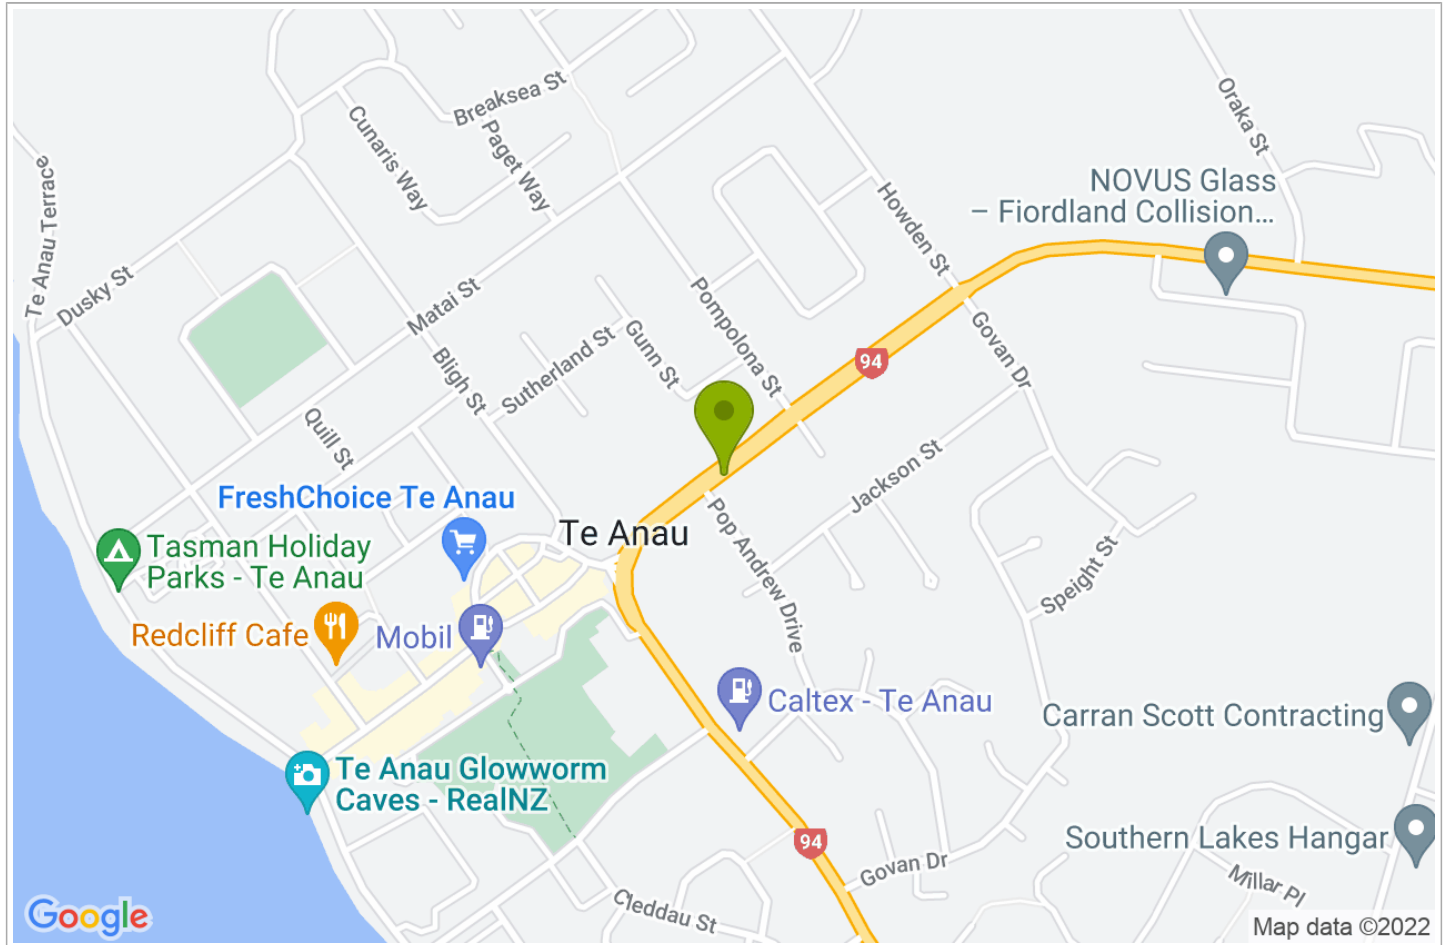 Breaksea St
Cunaris Way
Paget Way
Oraka St
Te Anau Terrace
NOVUS Glass
– Fiordland Collision...
Howden St
Dusky St
Matai St
Pompolona St
Gunn St
Govan Dr
Sutherland St
Bligh St
94
Quill St
Jackson St
FreshChoice Te Anau
Te Anau
Pop Andrew Drive
Tasman Holiday
Parks - Te Anau
Speight St
Redcliff Cafe
Mobil
Caltex - Te Anau
Carran Scott Contracting
Te Anau Glowworm
Caves - RealNZ
94
Southern Lakes Hangar
Govan Dr
Millar Pl
Cleddau St
Google
Map data ©2022